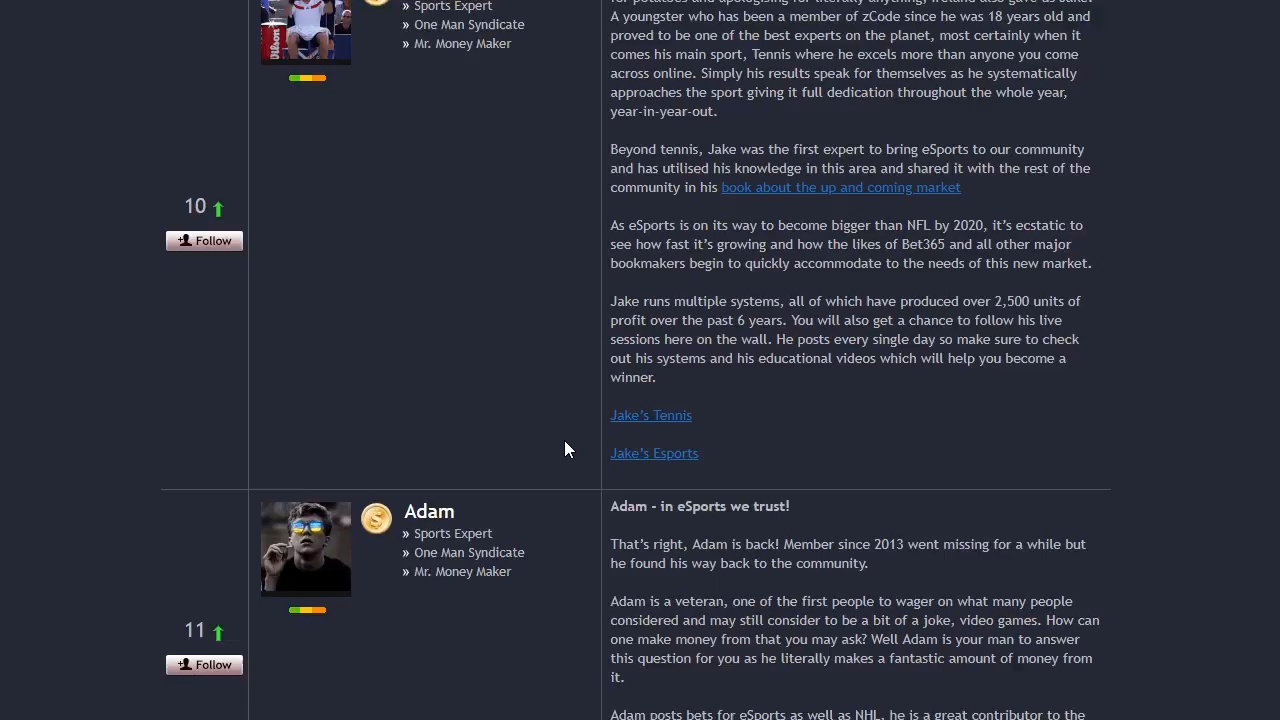 for potatoes and apologising for literally anything, Ireland also gave us Jake.
» Sports Expert
A youngster who has been a member of zCode since he was 18 years old and
» One Man Syndicate
proved to be one of the best experts on the planet, most certainly when it
» Mr. Money Maker
comes his main sport, Tennis where he excels more than anyone you come
across online. Simply his results speak for themselves as he systematically
approaches the sport giving it full dedication throughout the whole year,
year-in-year-out.
Beyond tennis, Jake was the first expert to bring eSports to our community
and has utilised his knowledge in this area and shared it with the rest of the
community in his book about the up and coming market
10
Follow
As eSports is on its way to become bigger than NFL by 2020, it's ecstatic to
see how fast it's growing and how the likes of Bet365 and all other major
bookmakers begin to quickly accommodate to the needs of this new market.
Jake runs multiple systems, all of which have produced over 2,500 units of
profit over the past 6 years. You will also get a chance to follow his live
sessions here on the wall. He posts every single day so make sure to check
out his systems and his educational videos which will help you become a
winner.
Jake's Tennis
Jake's Esports
Adam
» Sports Expert
» One Man Syndicate
» Mr. Money Maker
11
Follow
Adam - in eSports we trust!
That's right, Adam is back! Member since 2013 went missing for a while but
he found his way back to the community.
Adam is a veteran, one of the first people to wager on what many people
considered and may still consider to be a bit of a joke, video games. How can
one make money from that you may ask? Well Adam is your man to answer
this question for you as he literally makes a fantastic amount of money from
it.
Adam posts bets for eSports as well as NHL, he is a great contributor to the